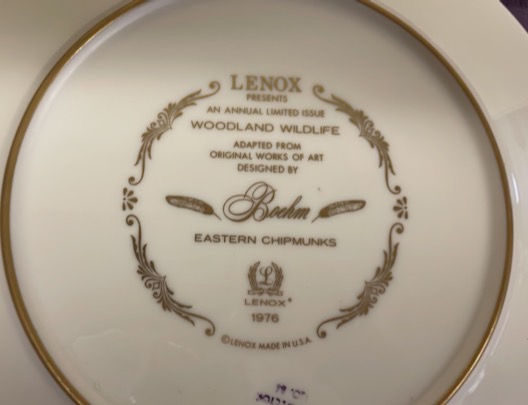 LENOX
PRESENTS
AN ANNUAL LIMITED ISSUE
WOODLAND WILDLIFE
ADAPTED FROM
ORIGINAL WORKS OF ART
DESIGNED BY
Boehm
EASTERN CHIPMUNKS
L
LENOX®
1976
©LENOX MADE IN U.S.A.